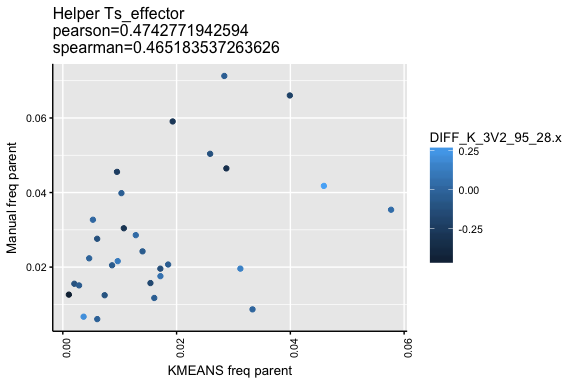 Helper Ts_effector
pearson=0.4742771942594
spearman=0.465183537263626
Manual freq parent
0.06
0.04
0.02
0.00
0.02
0.04
0.06
KMEANS freq parent
DIFF_K_3V2_95_28.x
0.25
0.00
-0.25